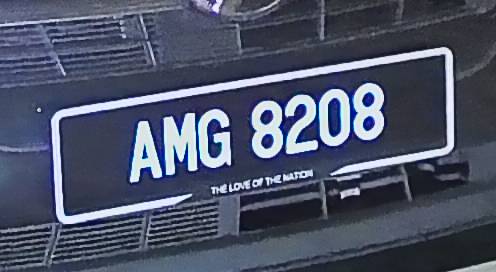 AMG 8208
THE LOVE OF THE NATION